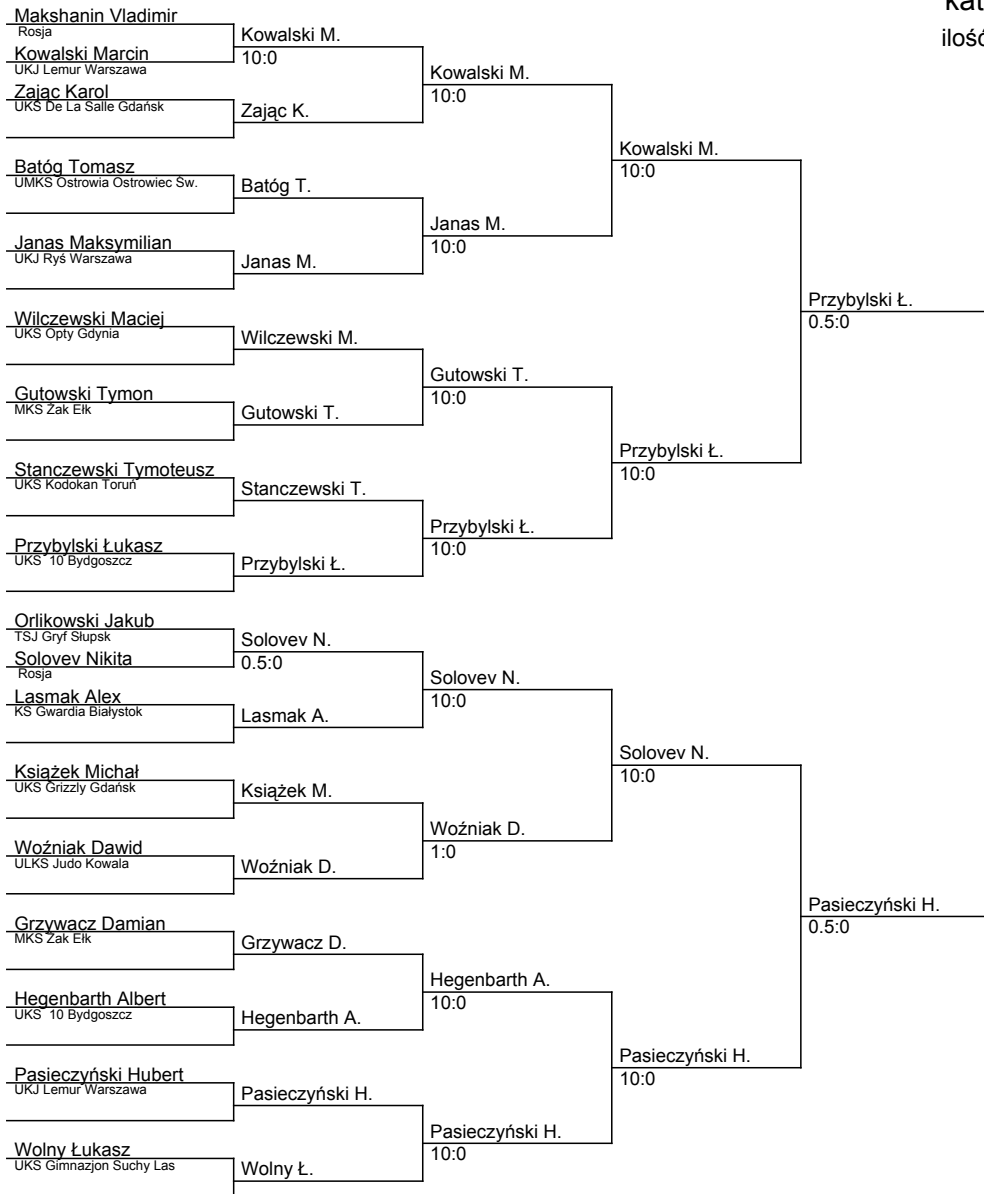 kat
ilość
Makshanin Vladimir
Rosja
Kowalski Marcin
UKJ Lemur Warszawa
Zając Karol
UKS De La Salle Gdańsk
Batóg Tomasz
UMKS Ostrowia Ostrowiec Św.
Janas Maksymilian
UKJ Ryś Warszawa
Wilczewski Maciej
UKS Opty Gdynia
Gutowski Tymon
MKS Żak Ełk
Stanczewski Tymoteusz
UKS Kodokan Toruń
Przybylski Łukasz
UKS 10 Bydgoszcz
Orlikowski Jakub
TSJ Gryf Słupsk
Solovev Nikita
Rosja
Lasmak Alex
KS Gwardia Białystok
Książek Michał
UKS Grizzly Gdańsk
Woźniak Dawid
ULKS Judo Kowala
Grzywacz Damian
MKS Żak Ełk
Hegenbarth Albert
UKS 10 Bydgoszcz
Pasieczyński Hubert
UKJ Lemur Warszawa
Wolny Łukasz
UKS Gimnazjon Suchy Las
Kowalski M.
10:0
Zając K.
Batóg T.
Janas M.
Wilczewski M.
Gutowski T.
Stanczewski T.
Przybylski Ł.
Solovev N.
0.5:0
Lasmak A.
Książek M.
Woźniak D.
Grzywacz D.
Hegenbarth A.
Pasieczyński H.
Wolny Ł.
Kowalski M.
10:0
Janas M.
10:0
Gutowski T.
10:0
Przybylski Ł.
10:0
Solovev N.
10:0
Woźniak D.
1:0
Hegenbarth A.
10:0
Pasieczyński H.
10:0
Kowalski M.
10:0
Przybylski Ł.
10:0
Solovev N.
10:0
Pasieczyński H.
10:0
Przybylski Ł.
0.5:0
Pasieczyński H.
0.5:0